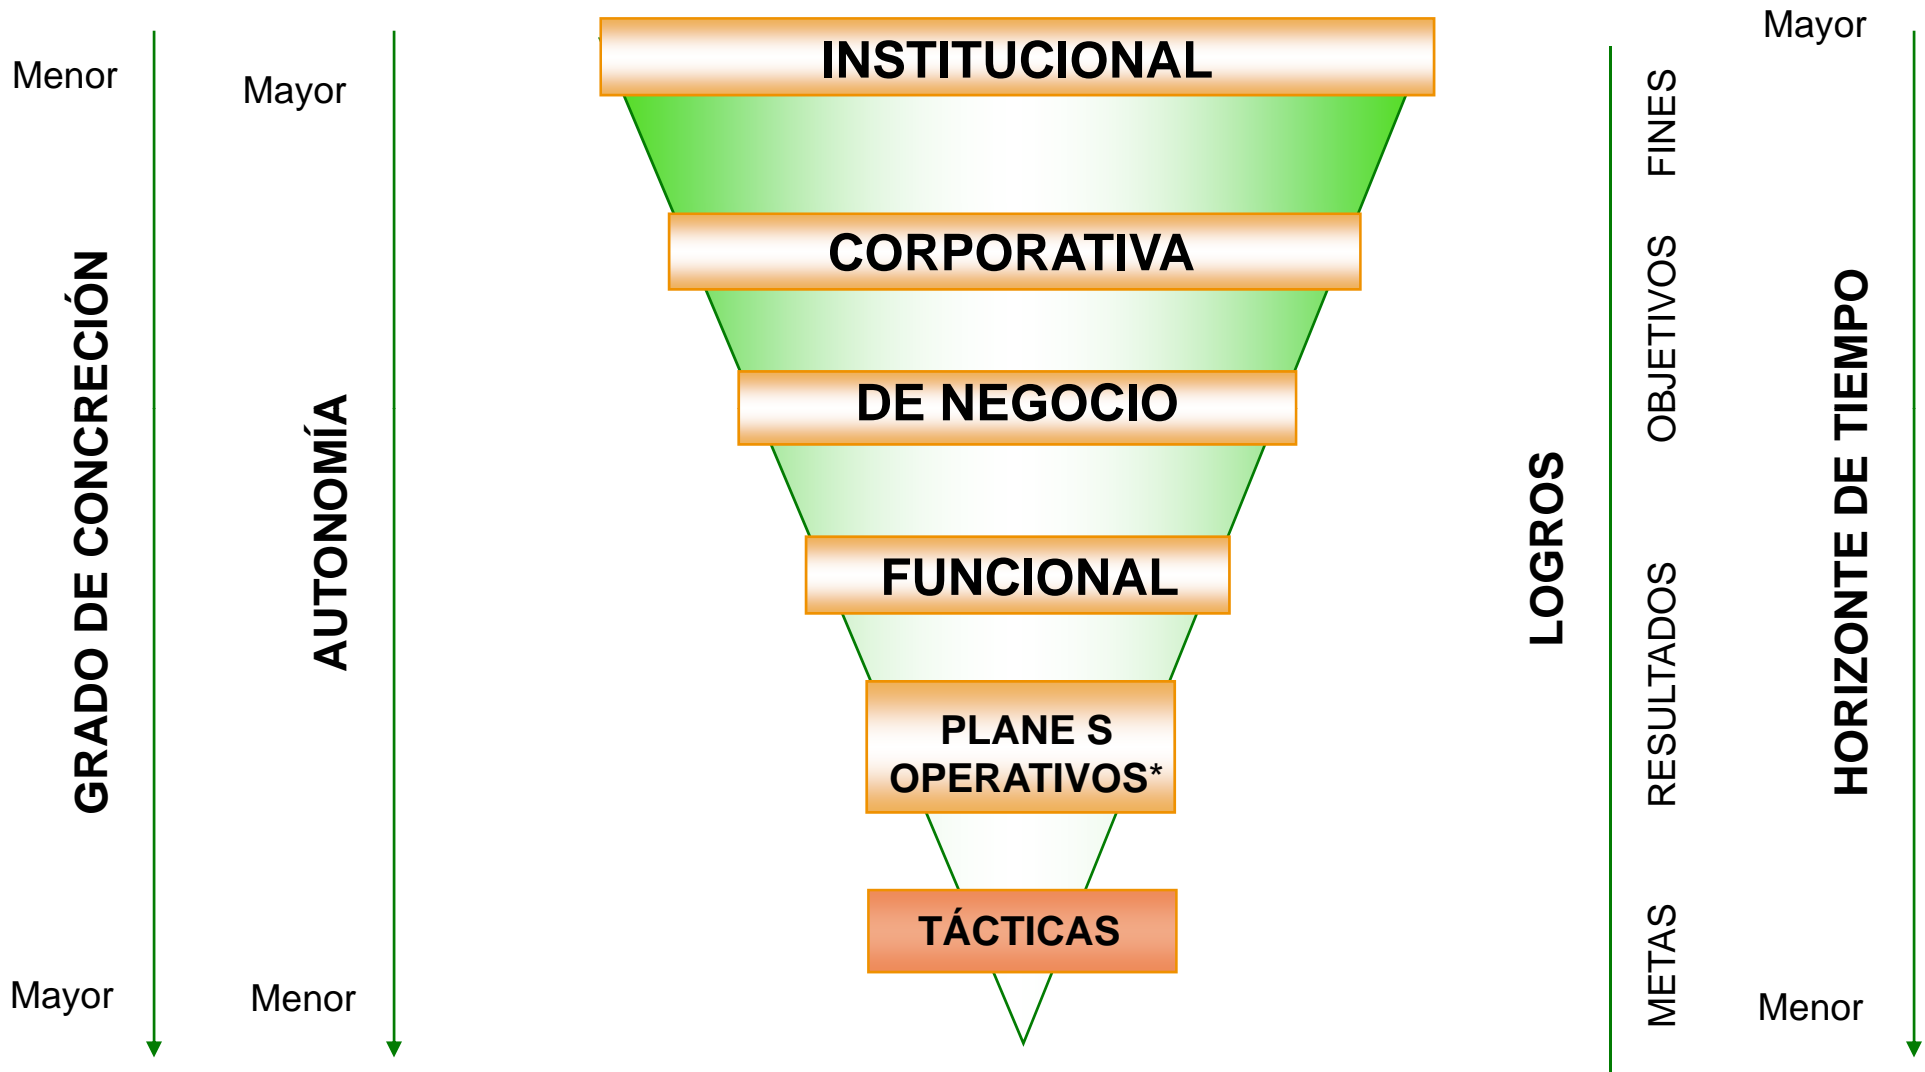 Menor
Mayor
GRADO DE CONCRECIÓN
Mayor
Menor
AUTONOMÍA
INSTITUCIONAL
CORPORATIVA
DE NEGOCIO
FUNCIONAL
PLANE S
OPERATIVOS*
TÁCTICAS
LOGROS
FINES
OBJETIVOS
RESULTADOS
METAS
Mayor
HORIZONTE DE TIEMPO
Menor